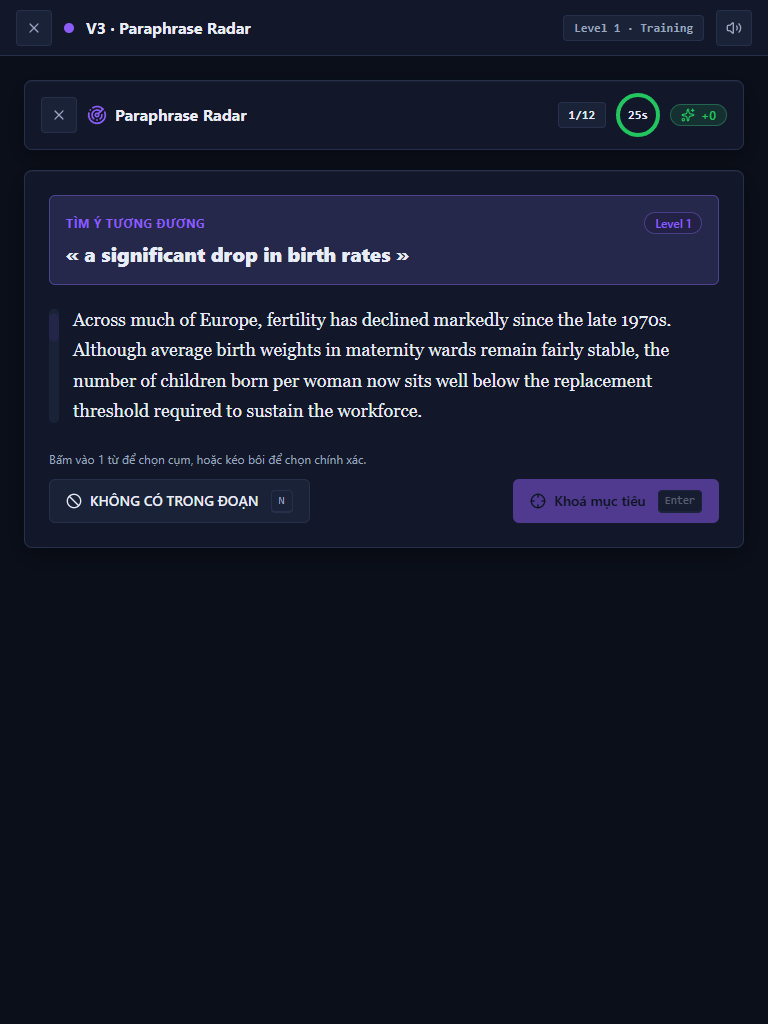 V3 · Paraphrase Radar
Level 1 · Training
Paraphrase Radar
1/12
25s
+0
TÌM Ý TƯƠNG ĐƯƠNG
Level 1
« a significant drop in birth rates »
Across much of Europe, fertility has declined markedly since the late 1970s.
Although average birth weights in maternity wards remain fairly stable, the
number of children born per woman now sits well below the replacement
threshold required to sustain the workforce.
Bấm vào 1 từ để chọn cụm, hoặc kéo bôi để chọn chính xác.
KHÔNG CÓ TRONG ĐOẠN N
Khoá mục tiêu Enter